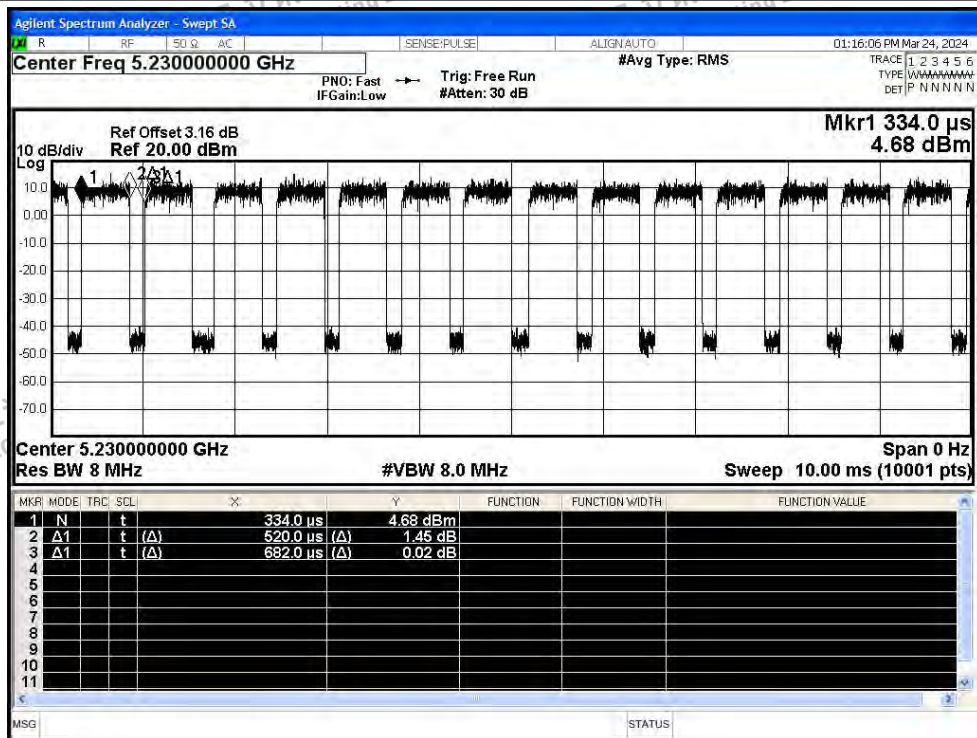 Agilent Spectrum Analyzer - Swept SA
R RF 50 Ω AC SENSE:PULSE ALIGN AUTO 01:16:06 PM Mar 24, 2024
Center Freq 5.230000000 GHz #Avg Type: RMS TRACE 1 2 3 4 5 6
PNO: Fast Trig: Free Run TYPE WWWWWW
IFGain:Low #Atten: 30 dB DET P N N N N N
Mkr1 334.0 µs
Ref Offset 3.16 dB
10 dB/div Ref 20.00 dBm 4.68 dBm
Log
1 2Δ1 3Δ1
10.0
0.00
-10.0
-20.0
-30.0
-40.0
-50.0
-60.0
-70.0
Center 5.230000000 GHz Span 0 Hz
Res BW 8 MHz #VBW 8.0 MHz Sweep 10.00 ms (10001 pts)
MKR MODE TRC SCL X Y FUNCTION FUNCTION WIDTH FUNCTION VALUE
1 N t 334.0 µs 4.68 dBm
2 Δ1 t (Δ) 520.0 µs (Δ) 1.45 dB
3 Δ1 t (Δ) 682.0 µs (Δ) 0.02 dB
4
5
6
7
8
9
10
11
MSG STATUS